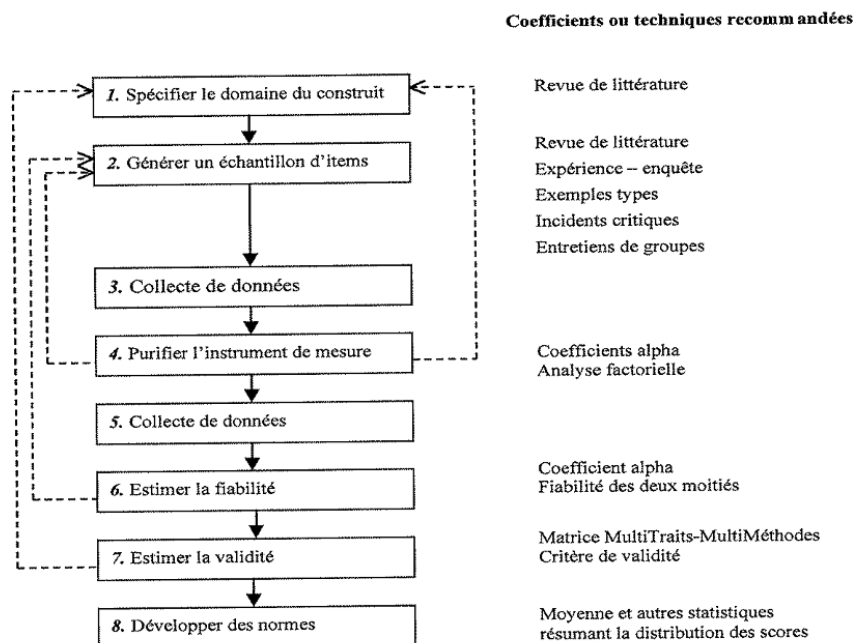 Coefficients ou techniques recommandées
1. Spécifier le domaine du construit
Revue de littérature
2. Générer un échantillon d'items
Revue de littérature
Expérience – enquête
Exemples types
Incidents critiques
Entretiens de groupes
3. Collecte de données
4. Purifier l'instrument de mesure
Coefficients alpha
Analyse factorielle
5. Collecte de données
6. Estimer la fiabilité
Coefficient alpha
Fiabilité des deux moitiés
7. Estimer la validité
Matrice MultiTraits-MultiMéthodes
Critère de validité
8. Développer des normes
Moyenne et autres statistiques
résumant la distribution des scores